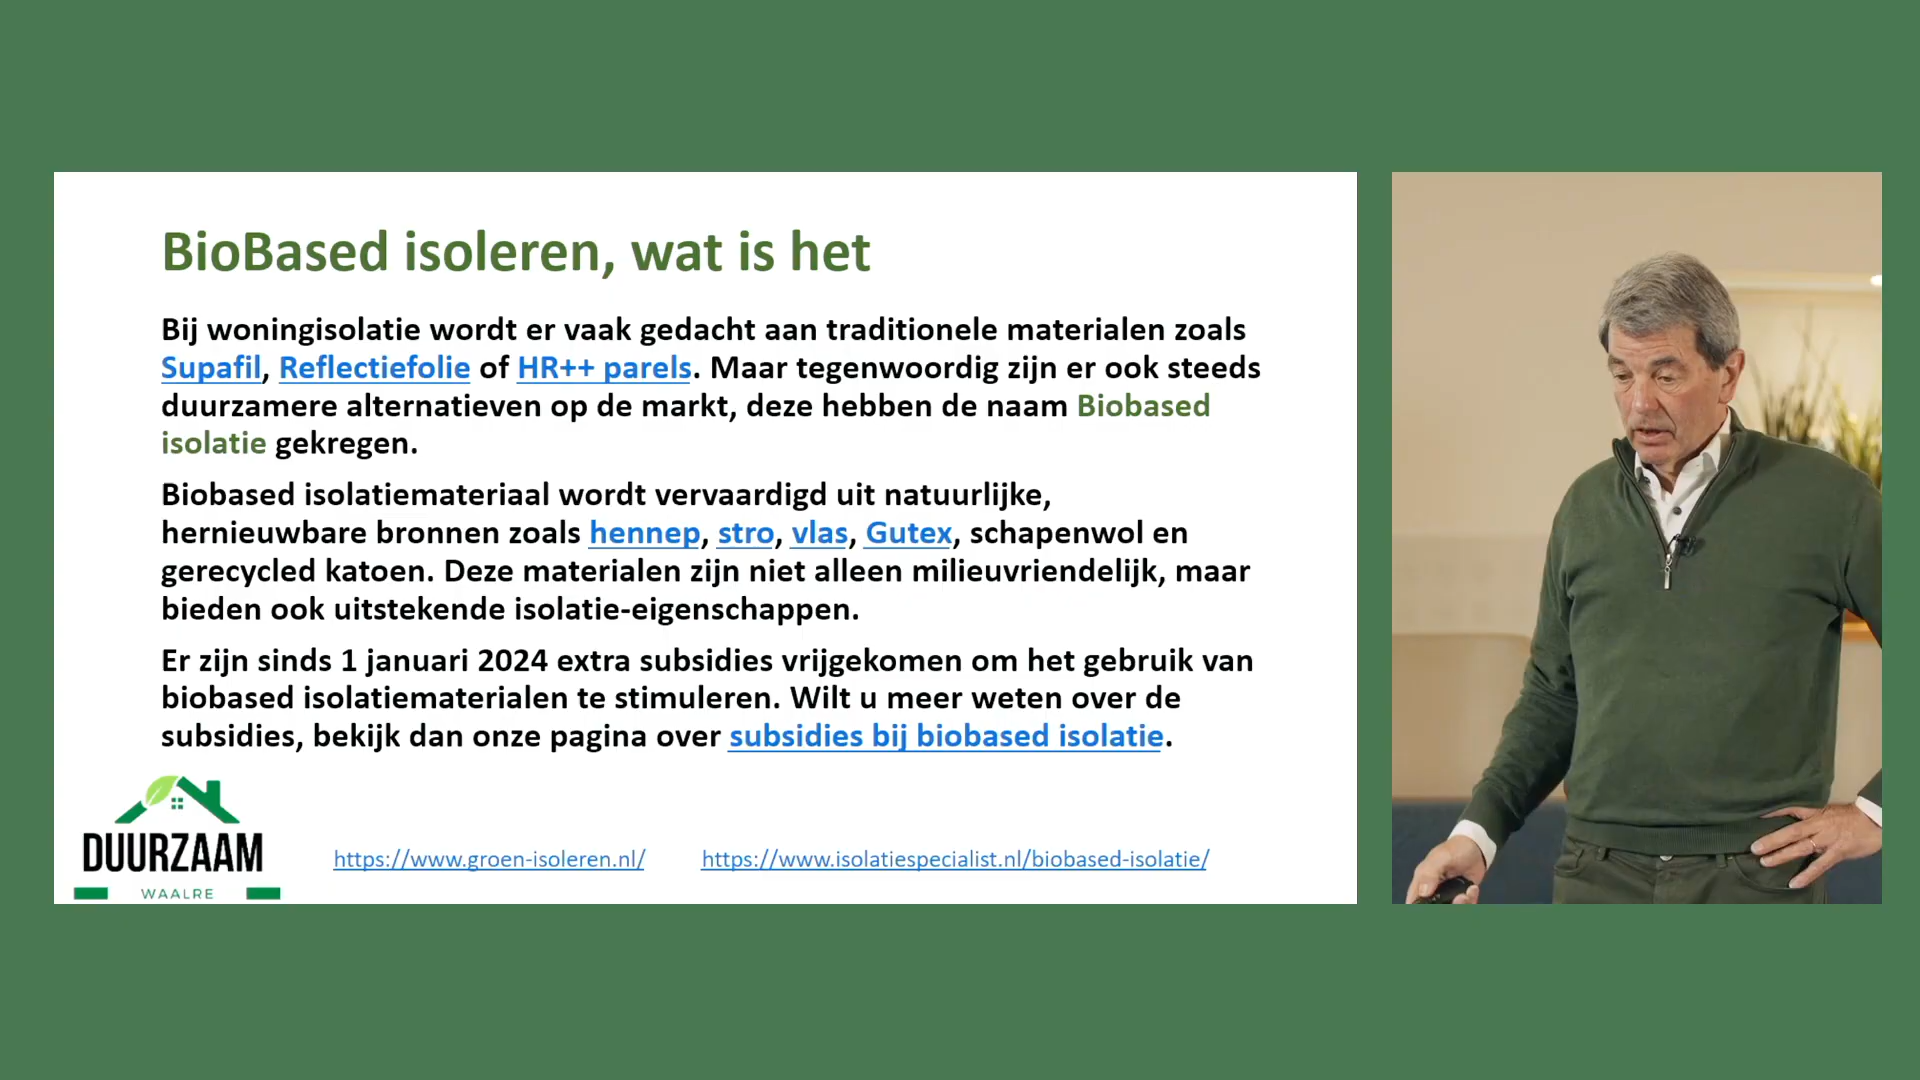 BioBased isoleren, wat is het
Bij woningisolatie wordt er vaak gedacht aan traditionele materialen zoals
Supafil, Reflectiefolie of HR++ parels. Maar tegenwoordig zijn er ook steeds
duurzamere alternatieven op de markt, deze hebben de naam Biobased
isolatie gekregen.
Biobased isolatiemateriaal wordt vervaardigd uit natuurlijke,
hernieuwbare bronnen zoals hennep, stro, vlas, Gutex, schapenwol en
gerecycled katoen. Deze materialen zijn niet alleen milieuvriendelijk, maar
bieden ook uitstekende isolatie-eigenschappen.
Er zijn sinds 1 januari 2024 extra subsidies vrijgekomen om het gebruik van
biobased isolatiematerialen te stimuleren. Wilt u meer weten over de
subsidies, bekijk dan onze pagina over subsidies bij biobased isolatie.
DUURZAAM
WAALRE
https://www.groen-isoleren.nl/
https://www.isolatiespecialist.nl/biobased-isolatie/